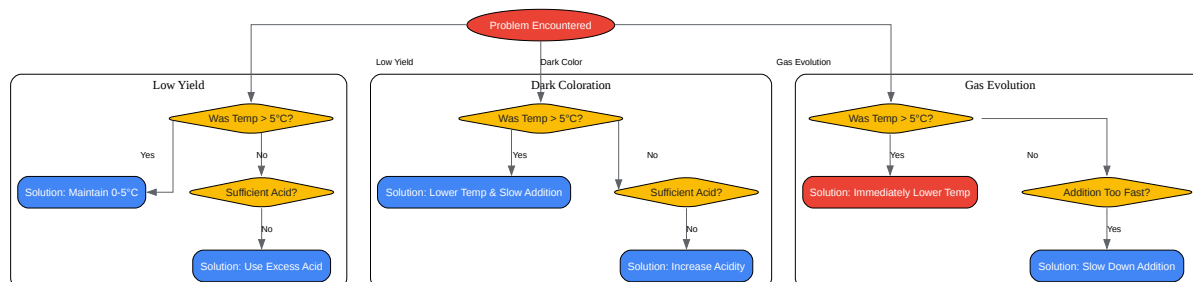 Problem Encountered
Low Yield
Dark Color
Gas Evolution
Low Yield
Was Temp > 5°C?
Yes
No
Solution: Maintain 0-5°C
Sufficient Acid?
No
Solution: Use Excess Acid
Dark Coloration
Was Temp > 5°C?
Yes
No
Solution: Lower Temp & Slow Addition
Sufficient Acid?
No
Solution: Increase Acidity
Gas Evolution
Was Temp > 5°C?
Yes
No
Solution: Immediately Lower Temp
Addition Too Fast?
Yes
Solution: Slow Down Addition